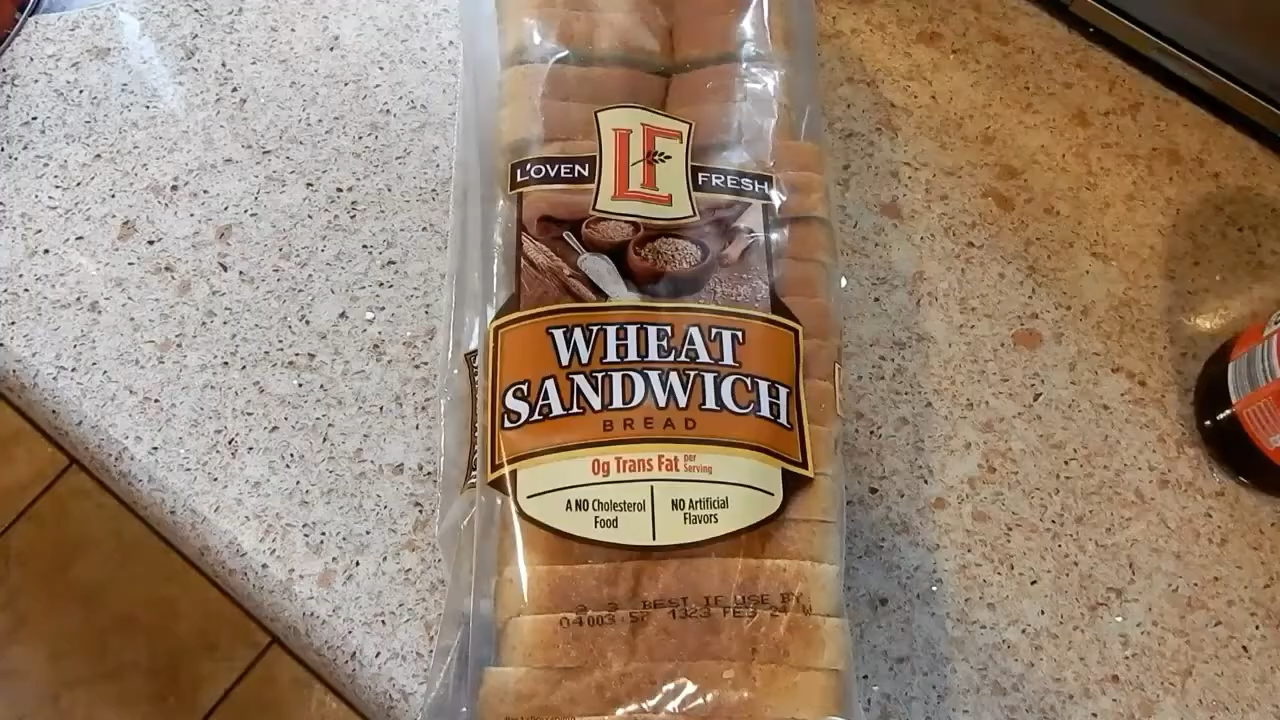 LF
L'OVEN FRESH
WHEAT
SANDWICH
BREAD
0g Trans Fat per Serving
A NO Cholesterol Food
NO Artificial Flavors
BEST IF USE BY
04003:57 1323 FEB 24 W